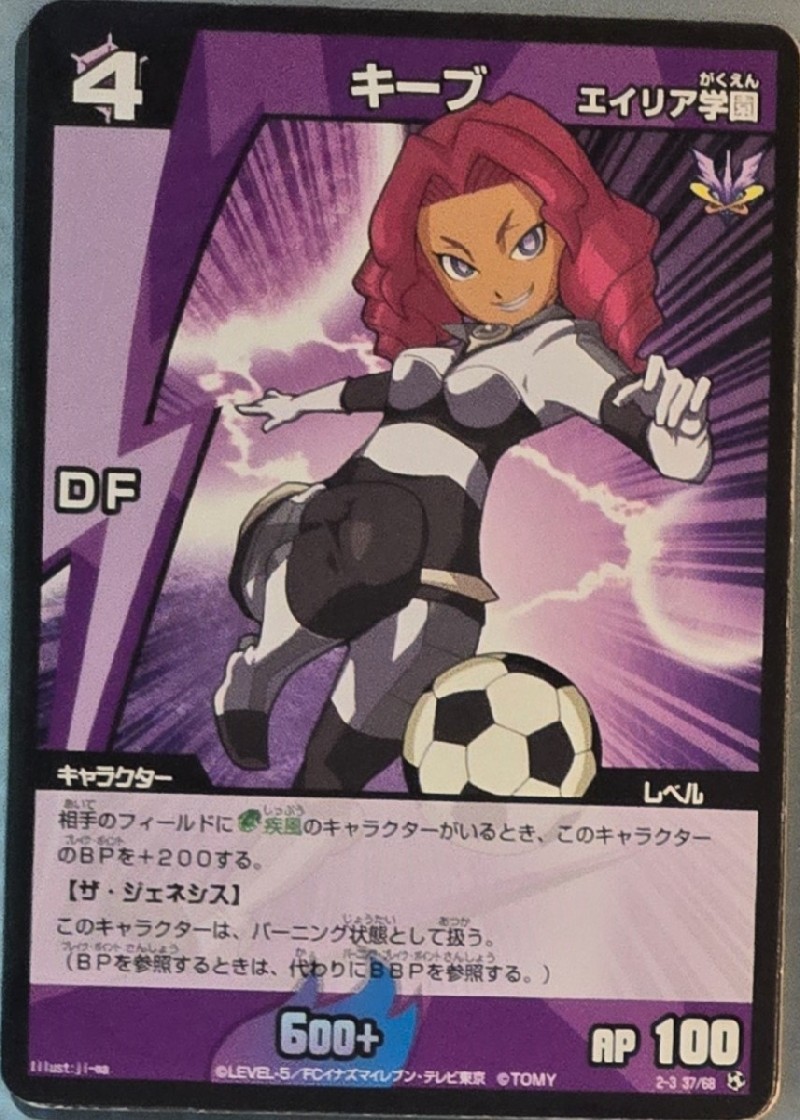 4
キーブ
がくえん
エイリア学園
DF
キャラクター
レベル
あいて しっぷう
相手のフィールドに疾風のキャラクターがいるとき、このキャラクター
ブレイク・ポイント
のBPを+200する。
【ザ・ジェネシス】
じょうたい あつか
このキャラクターは、バーニング状態として扱う。
ブレイク・ポイント さんしょう か バーニング・ブレイク・ポイント さんしょう
(BPを参照するときは、代わりにBBPを参照する。)
600+
AP 100
Illust:ji-ma
©LEVEL-5/FCイナズマイレブン・テレビ東京 ©TOMY
2-3 37/68